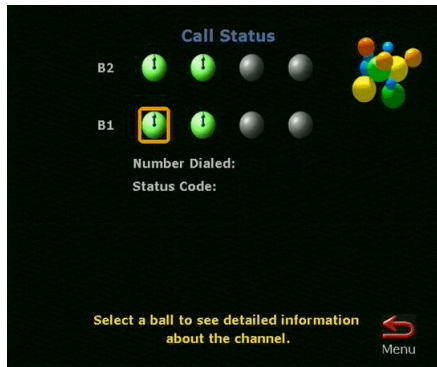 Call Status
B2
B1
Number Dialed:
Status Code:
Select a ball to see detailed information
about the channel.
Menu